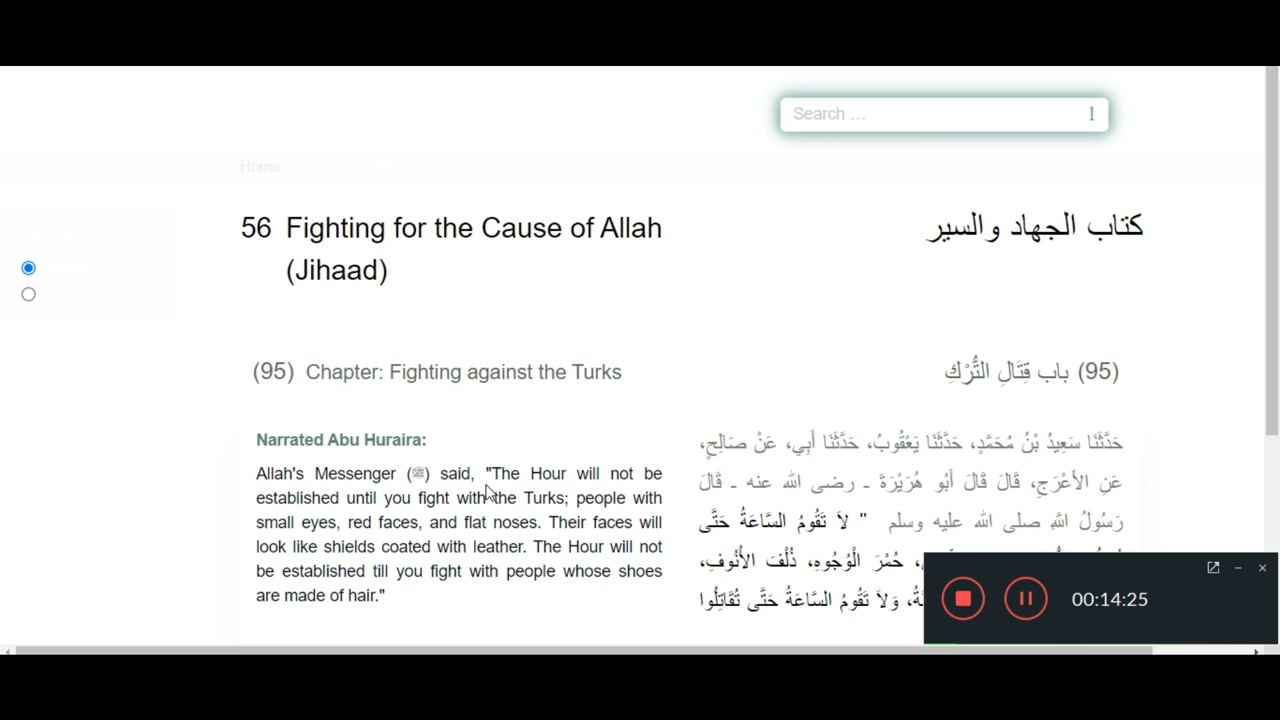 Search …
Home
56 Fighting for the Cause of Allah
(Jihaad)
كتاب الجهاد والسير
(95) Chapter: Fighting against the Turks
(95) باب قِتَالِ التُّرْكِ
Narrated Abu Huraira:
Allah's Messenger (ﷺ) said, "The Hour will not be
established until you fight with the Turks; people with
small eyes, red faces, and flat noses. Their faces will
look like shields coated with leather. The Hour will not
be established till you fight with people whose shoes
are made of hair."
حَدَّثَنَا سَعِيدُ بْنُ مُحَمَّدٍ، حَدَّثَنَا يَعْقُوبُ، حَدَّثَنَا أَبِي، عَنْ صَالِحٍ،
عَنِ الأَعْرَجِ، قَالَ قَالَ أَبُو هُرَيْرَةَ ـ رضى الله عنه ـ قَالَ
رَسُولُ اللَّهِ صلى الله عليه وسلم ‏"‏ لاَ تَقُومُ السَّاعَةُ حَتَّى
حُمْرَ الْوُجُوهِ، ذُلْفَ الأُنُوفِ،
وَلاَ تَقُومُ السَّاعَةُ حَتَّى تُقَاتِلُوا
00:14:25